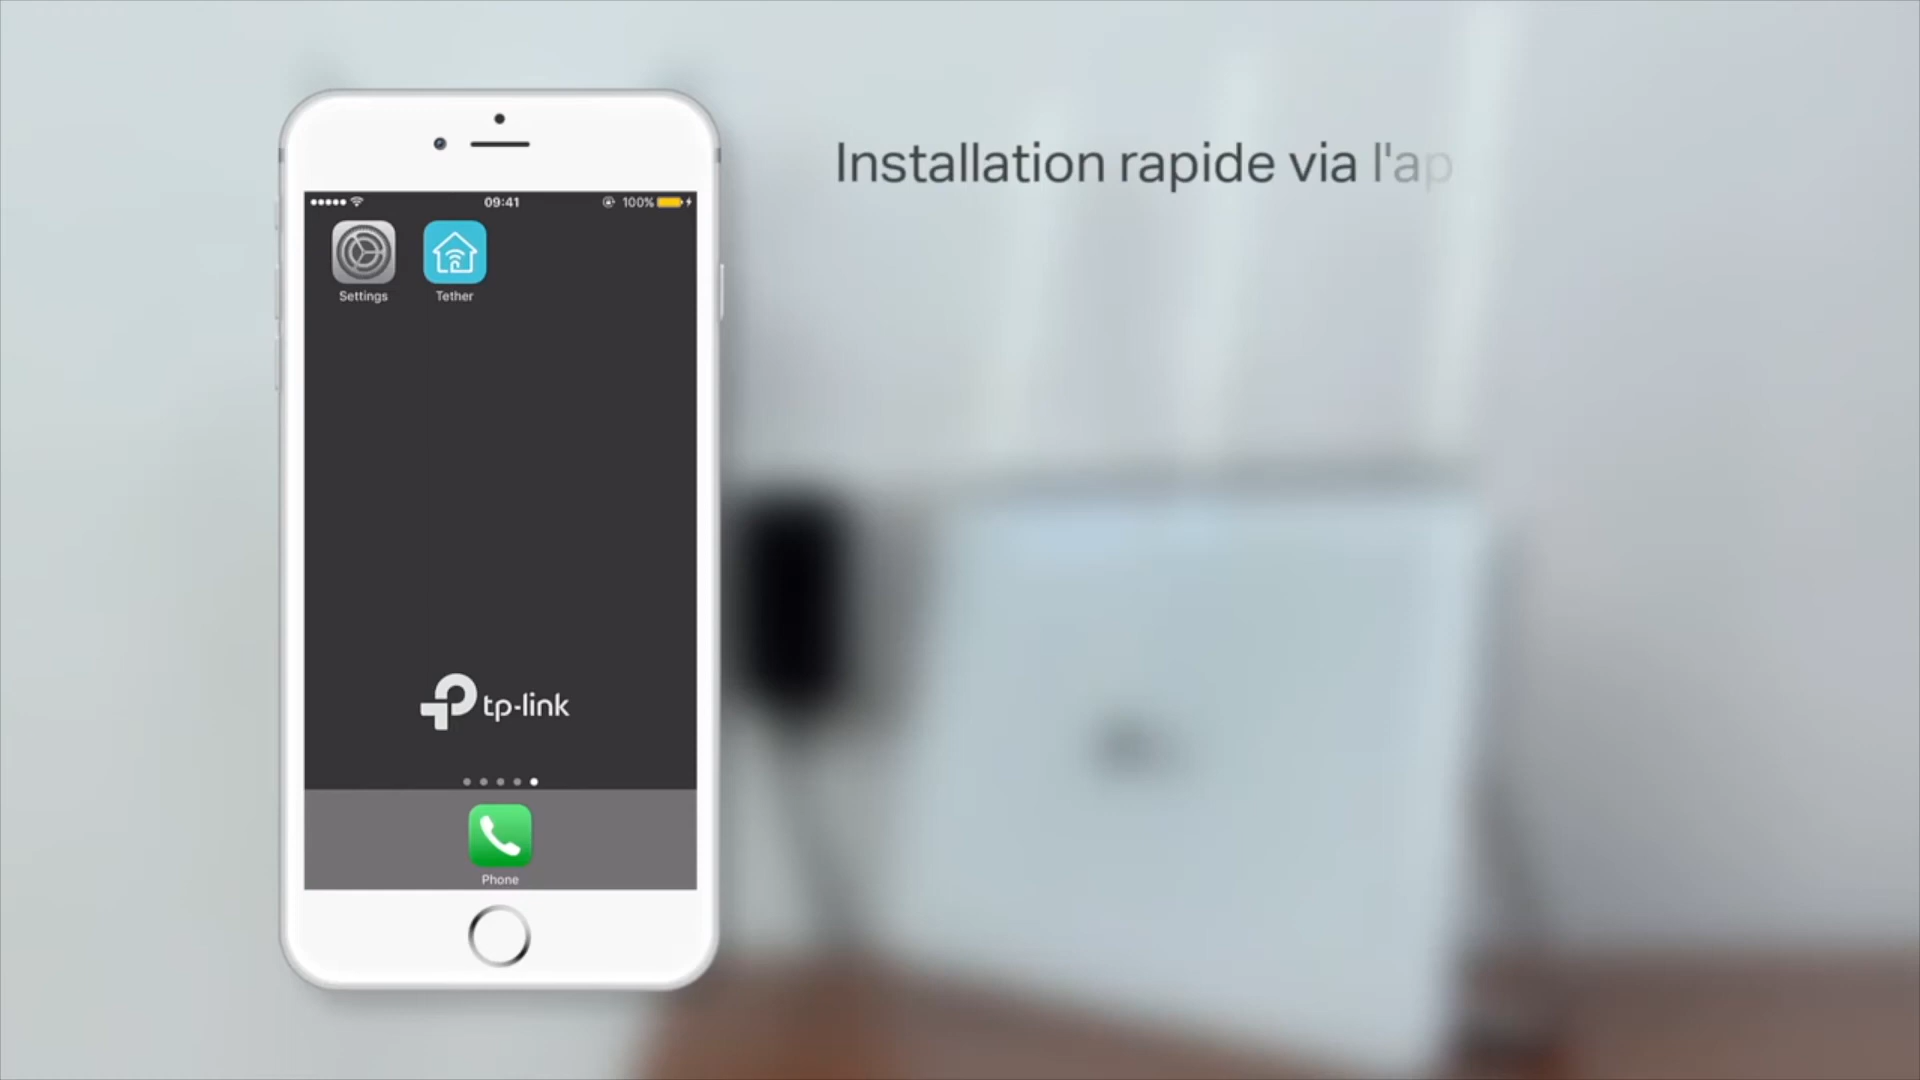 Installation rapide via l'ap
09:41
100%
Settings
Tether
tp-link
Phone